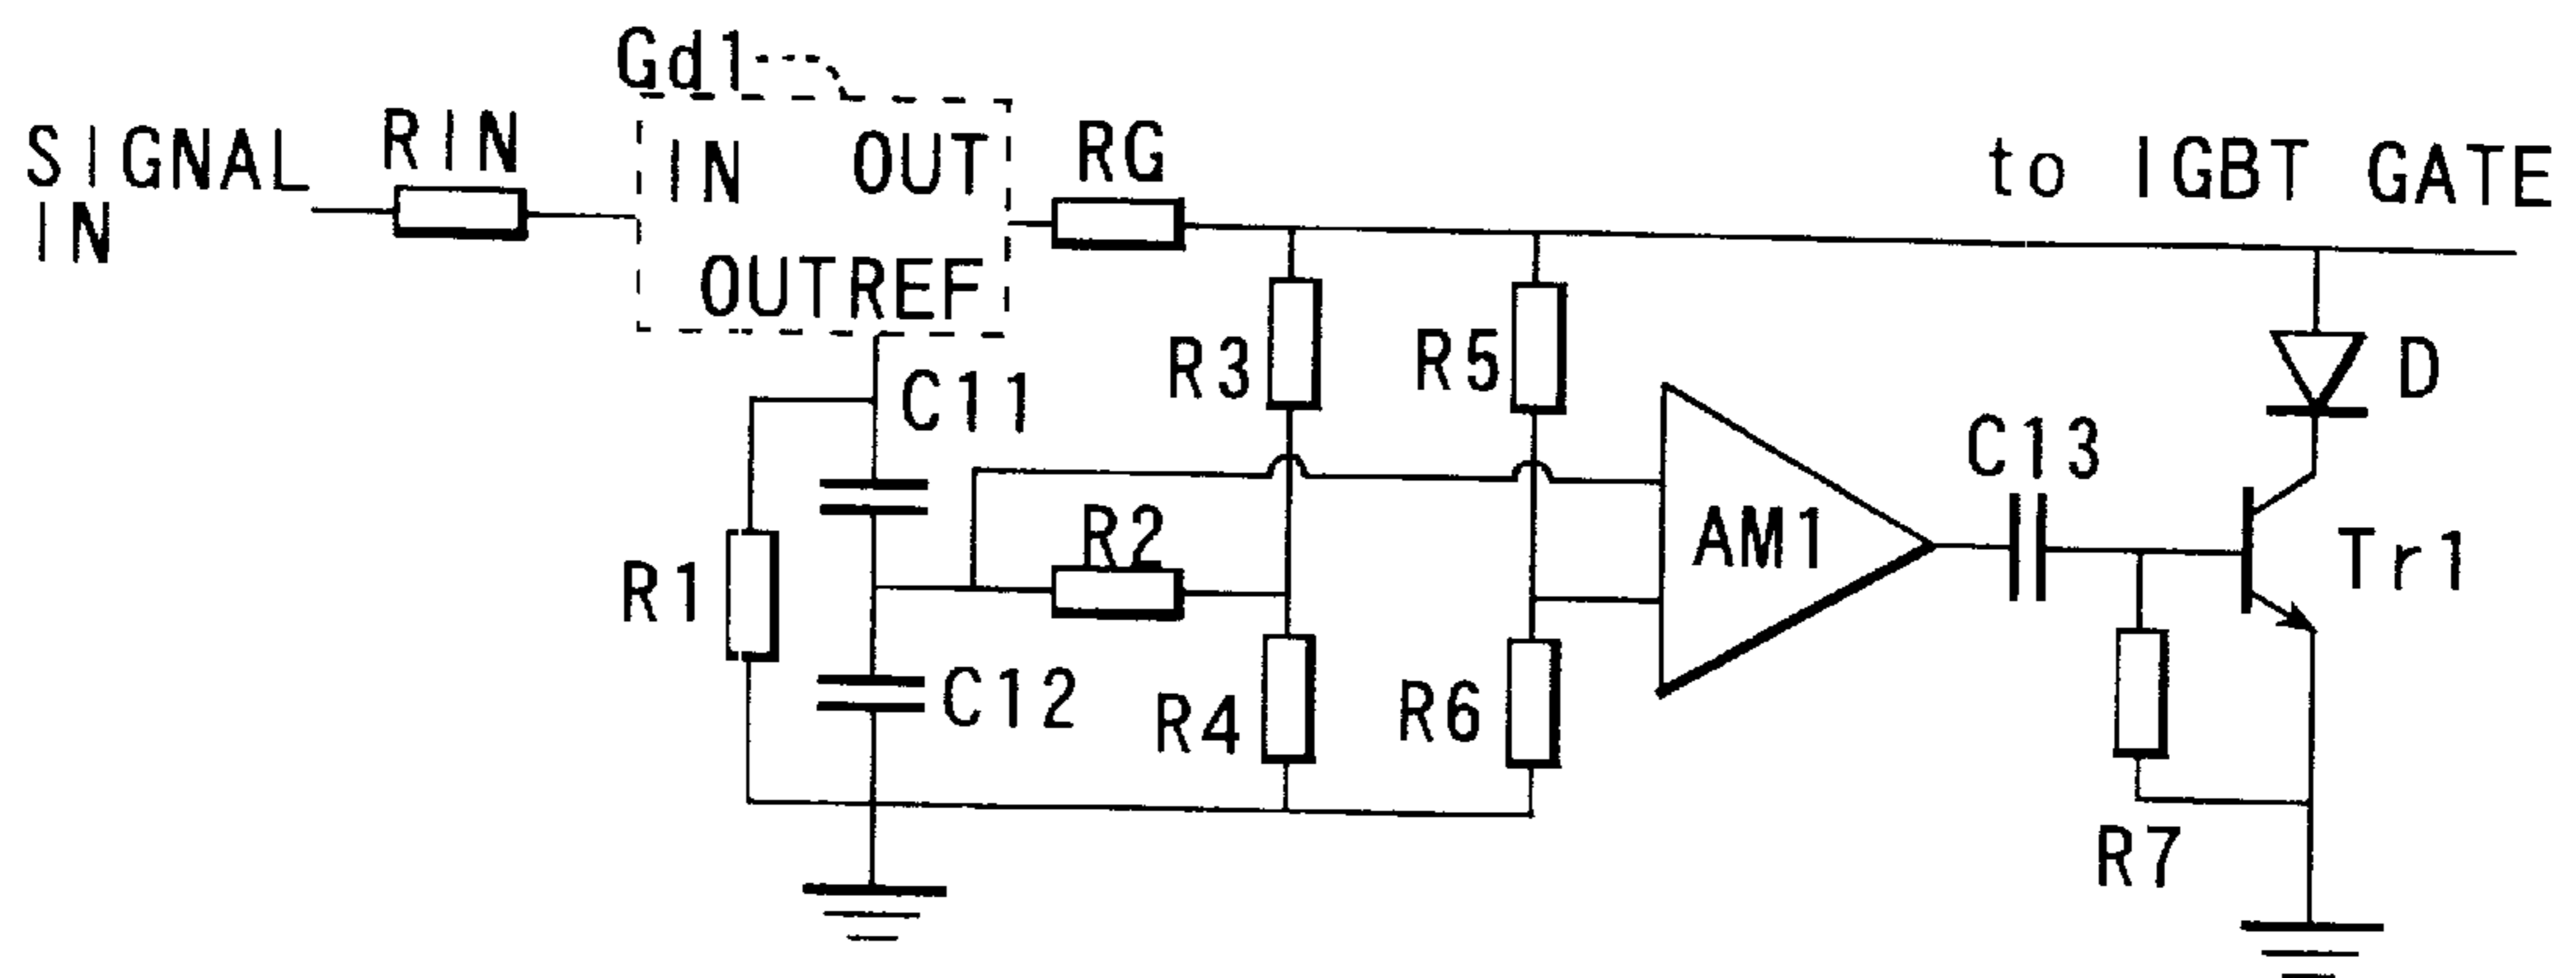 Gd1
SIGNAL
IN
RIN
IN OUT
OUTREF
RG
to IGBT GATE
C11
R3
R5
D
C13
R1
R2
AM1
Tr1
C12
R4
R6
R7